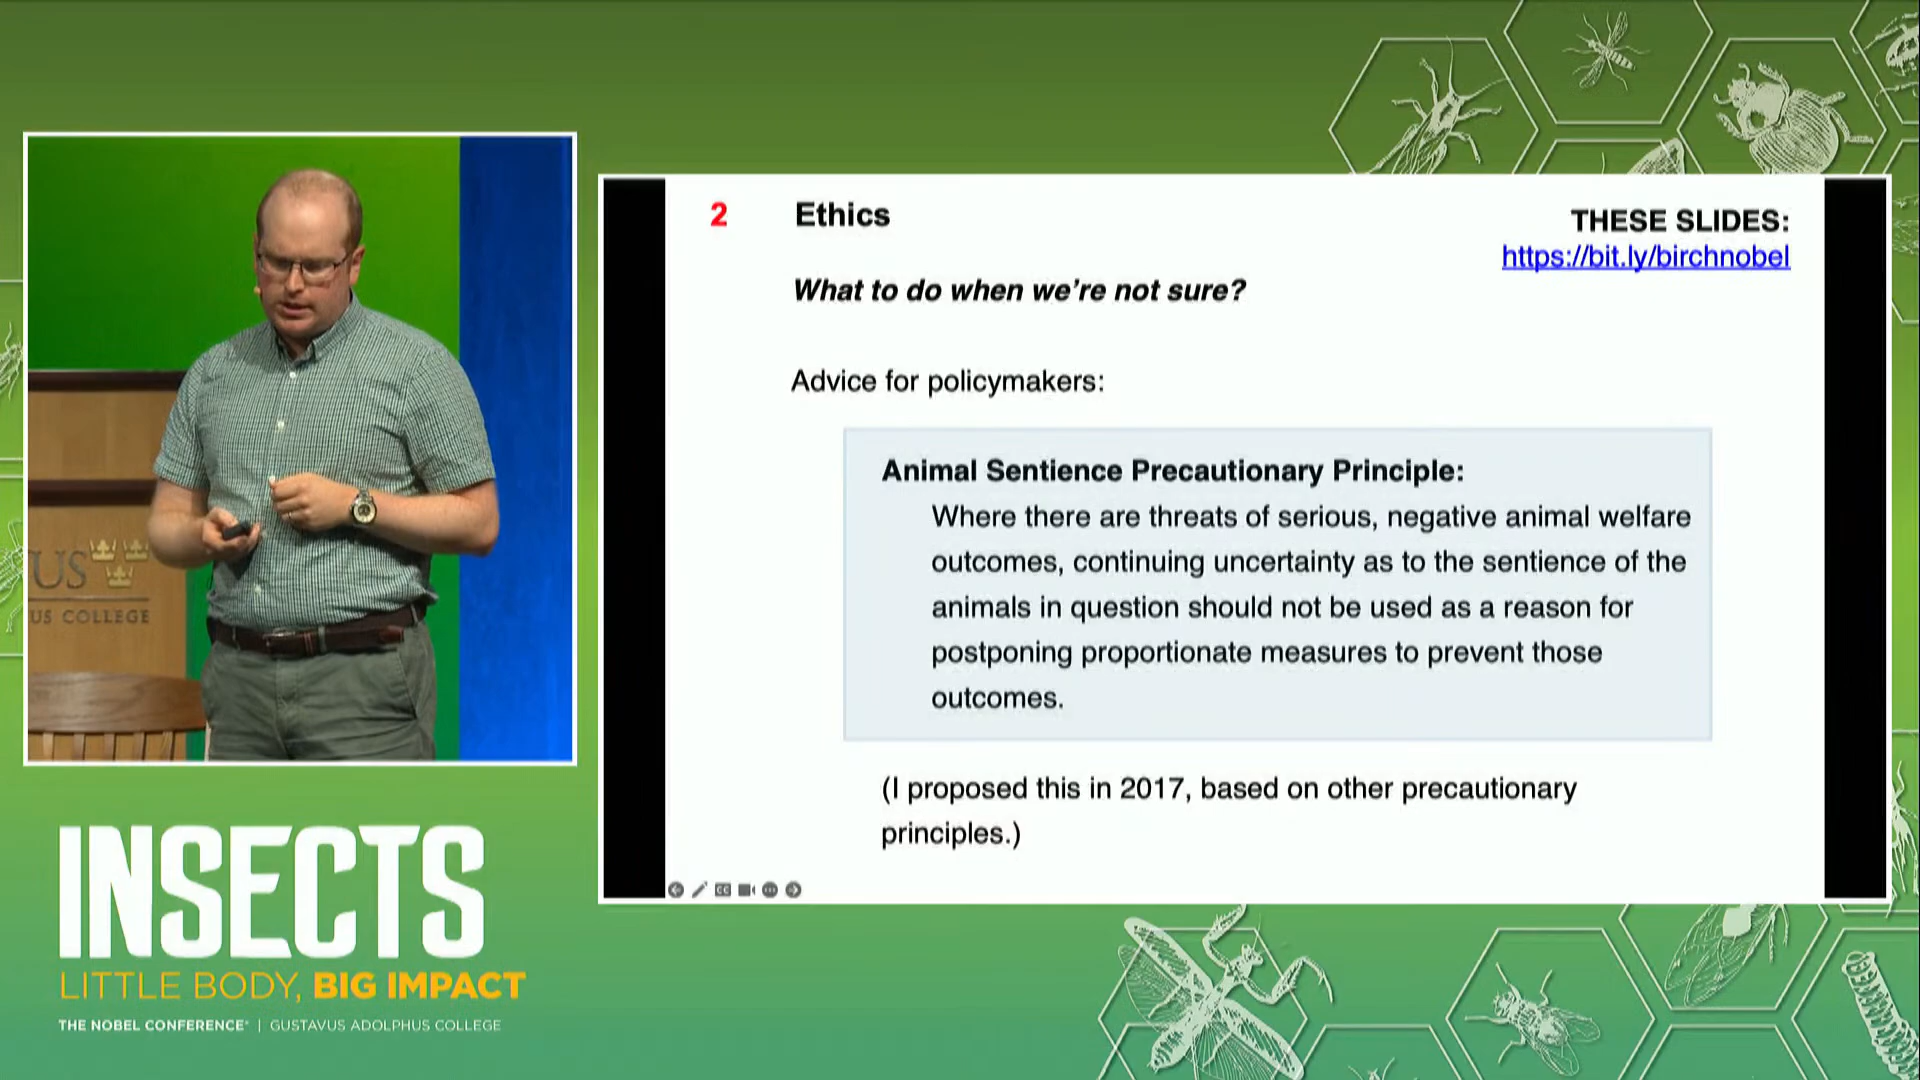 2 Ethics
THESE SLIDES:
https://bit.ly/birchnobel
What to do when we're not sure?
Advice for policymakers:
Animal Sentience Precautionary Principle:
Where there are threats of serious, negative animal welfare
outcomes, continuing uncertainty as to the sentience of the
animals in question should not be used as a reason for
postponing proportionate measures to prevent those
outcomes.
(I proposed this in 2017, based on other precautionary
principles.)
US
US COLLEGE
INSECTS
LITTLE BODY, BIG IMPACT
THE NOBEL CONFERENCE® | GUSTAVUS ADOLPHUS COLLEGE